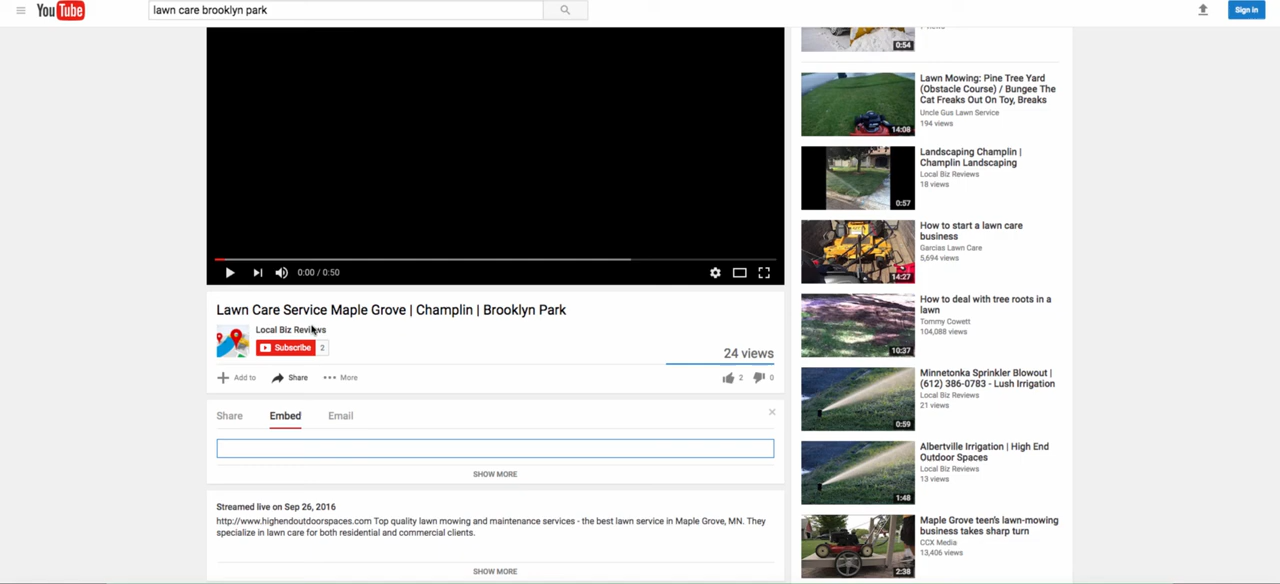 YouTube
lawn care brooklyn park
Sign in
0:00 / 0:50
Lawn Care Service Maple Grove | Champlin | Brooklyn Park
Local Biz Reviews
Subscribe 2
24 views
Add to Share More
2 0
Share Embed Email
SHOW MORE
Streamed live on Sep 26, 2016
http://www.highendoutdoorspaces.com Top quality lawn mowing and maintenance services - the best lawn service in Maple Grove, MN. They
specialize in lawn care for both residential and commercial clients.
SHOW MORE
0:54
Lawn Mowing: Pine Tree Yard
(Obstacle Course) / Bungee The
Cat Freaks Out On Toy, Breaks
Uncle Gus Lawn Service
194 views
14:08
Landscaping Champlin |
Champlin Landscaping
Local Biz Reviews
18 views
0:57
How to start a lawn care
business
Garcias Lawn Care
5,694 views
14:27
How to deal with tree roots in a
lawn
Tommy Cowett
104,088 views
10:37
Minnetonka Sprinkler Blowout |
(612) 386-0783 - Lush Irrigation
Local Biz Reviews
21 views
0:59
Albertville Irrigation | High End
Outdoor Spaces
Local Biz Reviews
13 views
1:48
Maple Grove teen's lawn-mowing
business takes sharp turn
CCX Media
13,406 views
2:38